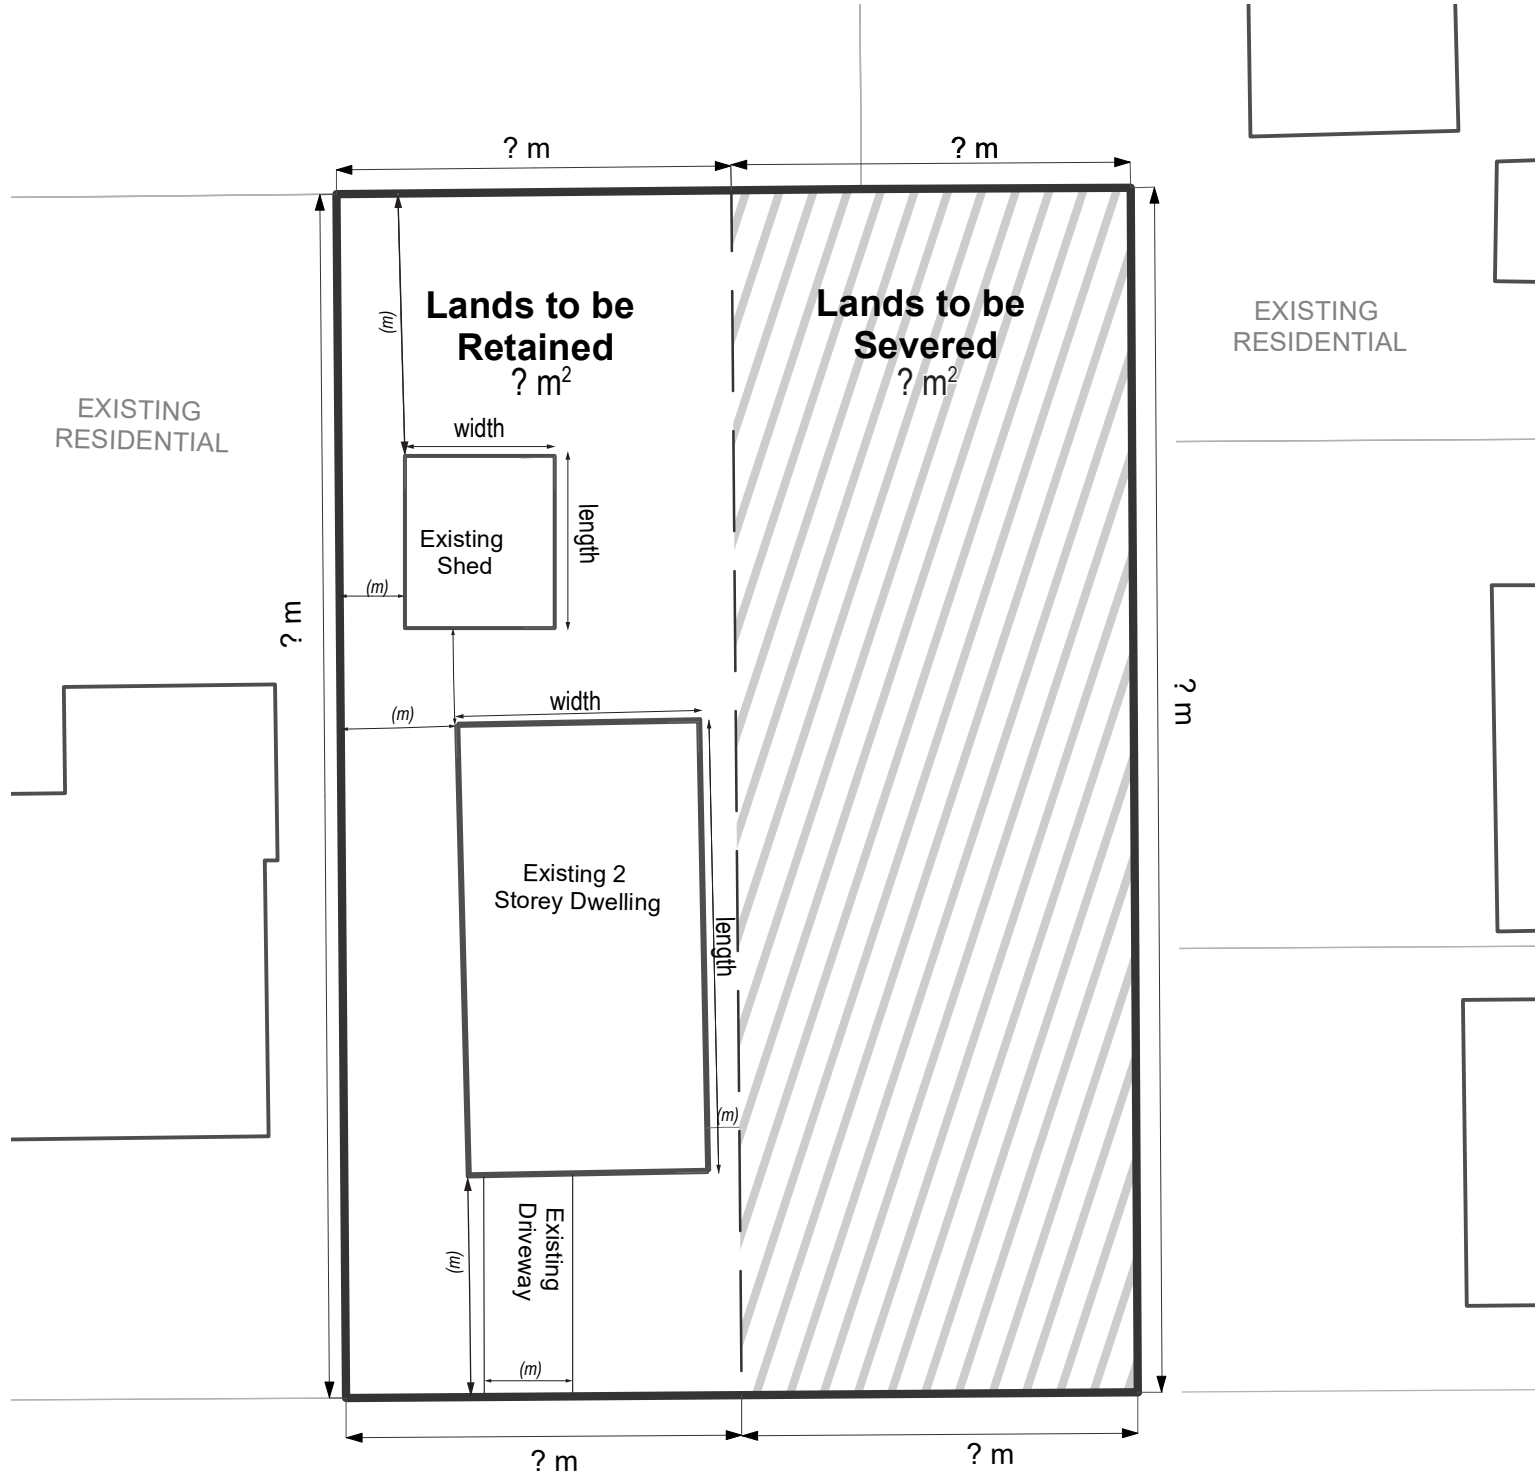 ? m
? m
Lands to be
Retained
? m²
Lands to be
Severed
? m²
(m)
EXISTING
RESIDENTIAL
EXISTING
RESIDENTIAL
width
length
Existing
Shed
(m)
? m
? m
(m)
width
Existing 2
Storey Dwelling
length
(m)
Existing
Driveway
(m)
(m)
? m
? m